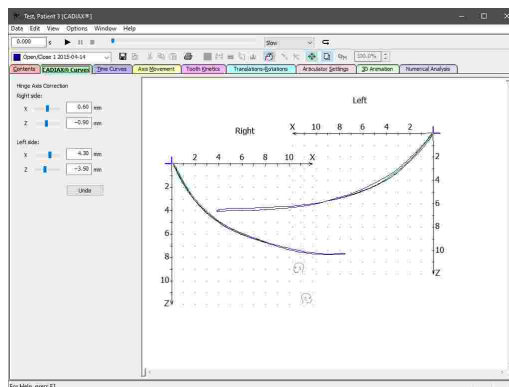 Test, Patient 3 [CADIAX®]
Date Edit View Options Window Help
0.000 s Slow
Open/Close 1 2015-04-14 100.0%
Contents CADIAX® Curves Time Curves Axis Movement Tooth Kinetics Translations-Rotations Articulator Settings 3D Animation Numerical Analysis
Hinge Axis Correction
Right side:
X 0.60 mm
Z -0.90 mm
Left side:
X 4.30 mm
Z -3.50 mm
Undo
Left
Right
X 10 8 6 4 2
2 4 6 8 10 X
2
4
6
8
10
Z
2
4
6
8
10
Z
For Help, press F1